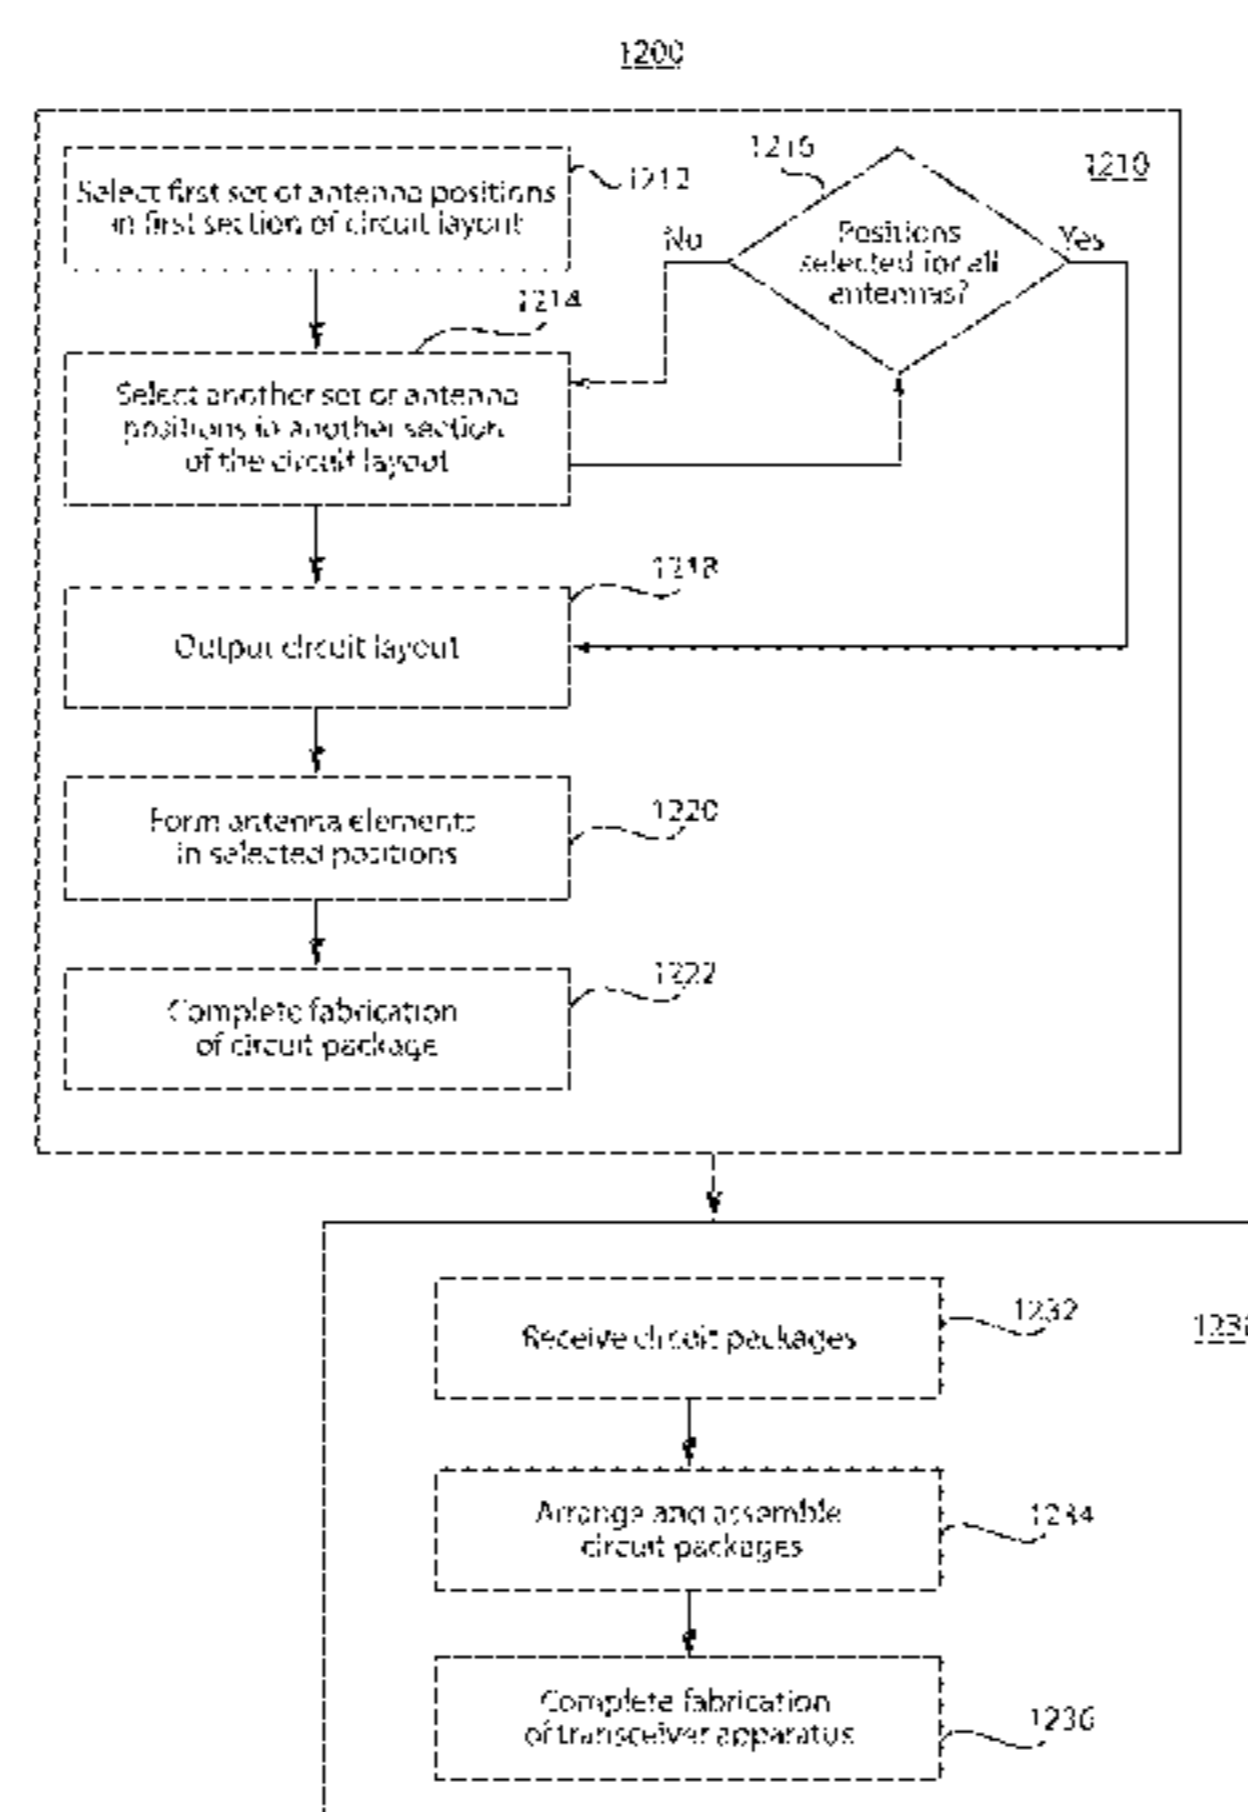 1200
1210
Select first set of antenna positions
in first section of circuit layout
1212
1216
Positions
selected for all
antennas?
No
Yes
1214
Select another set of antenna
positions in another section
of the circuit layout
1218
Output circuit layout
1220
Form antenna elements
in selected positions
1222
Complete fabrication
of circuit package
1232
Receive circuit packages
1234
Arrange and assemble
circuit packages
1236
Complete fabrication
of transceiver apparatus